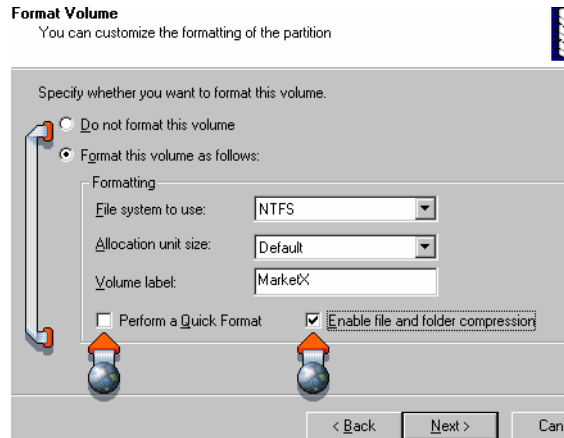 Format Volume
You can customize the formatting of the partition
Specify whether you want to format this volume.
Do not format this volume
Format this volume as follows:
Formatting
File system to use: NTFS
Allocation unit size: Default
Volume label: MarketX
Perform a Quick Format Enable file and folder compression
< Back Next > Can